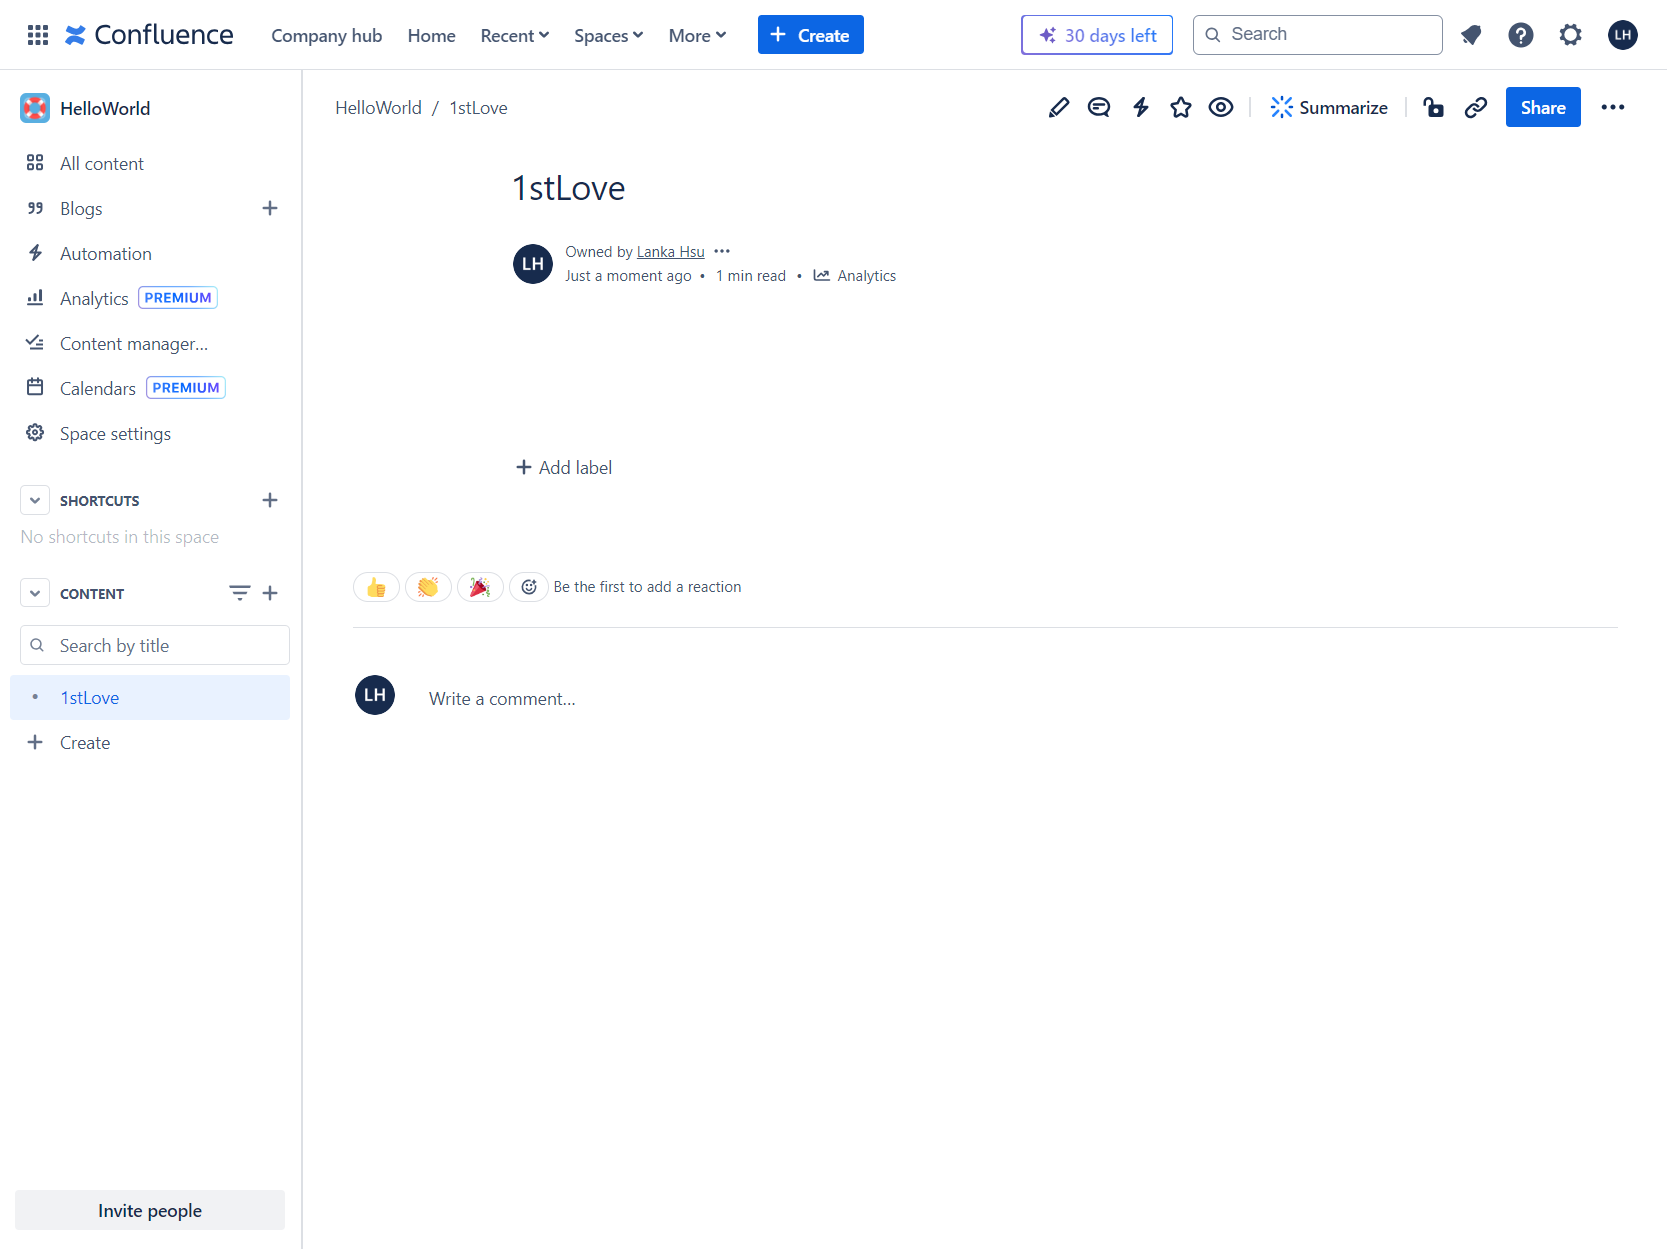 Confluence
Company hub
Home
Recent
Spaces
More
Create
30 days left
Search
LH
HelloWorld
All content
Blogs
Automation
Analytics PREMIUM
Content manager...
Calendars PREMIUM
Space settings
SHORTCUTS
No shortcuts in this space
CONTENT
Search by title
1stLove
Create
Invite people
HelloWorld / 1stLove
Summarize
Share
1stLove
LH
Owned by Lanka Hsu
Just a moment ago • 1 min read • Analytics
Add label
Be the first to add a reaction
LH
Write a comment...